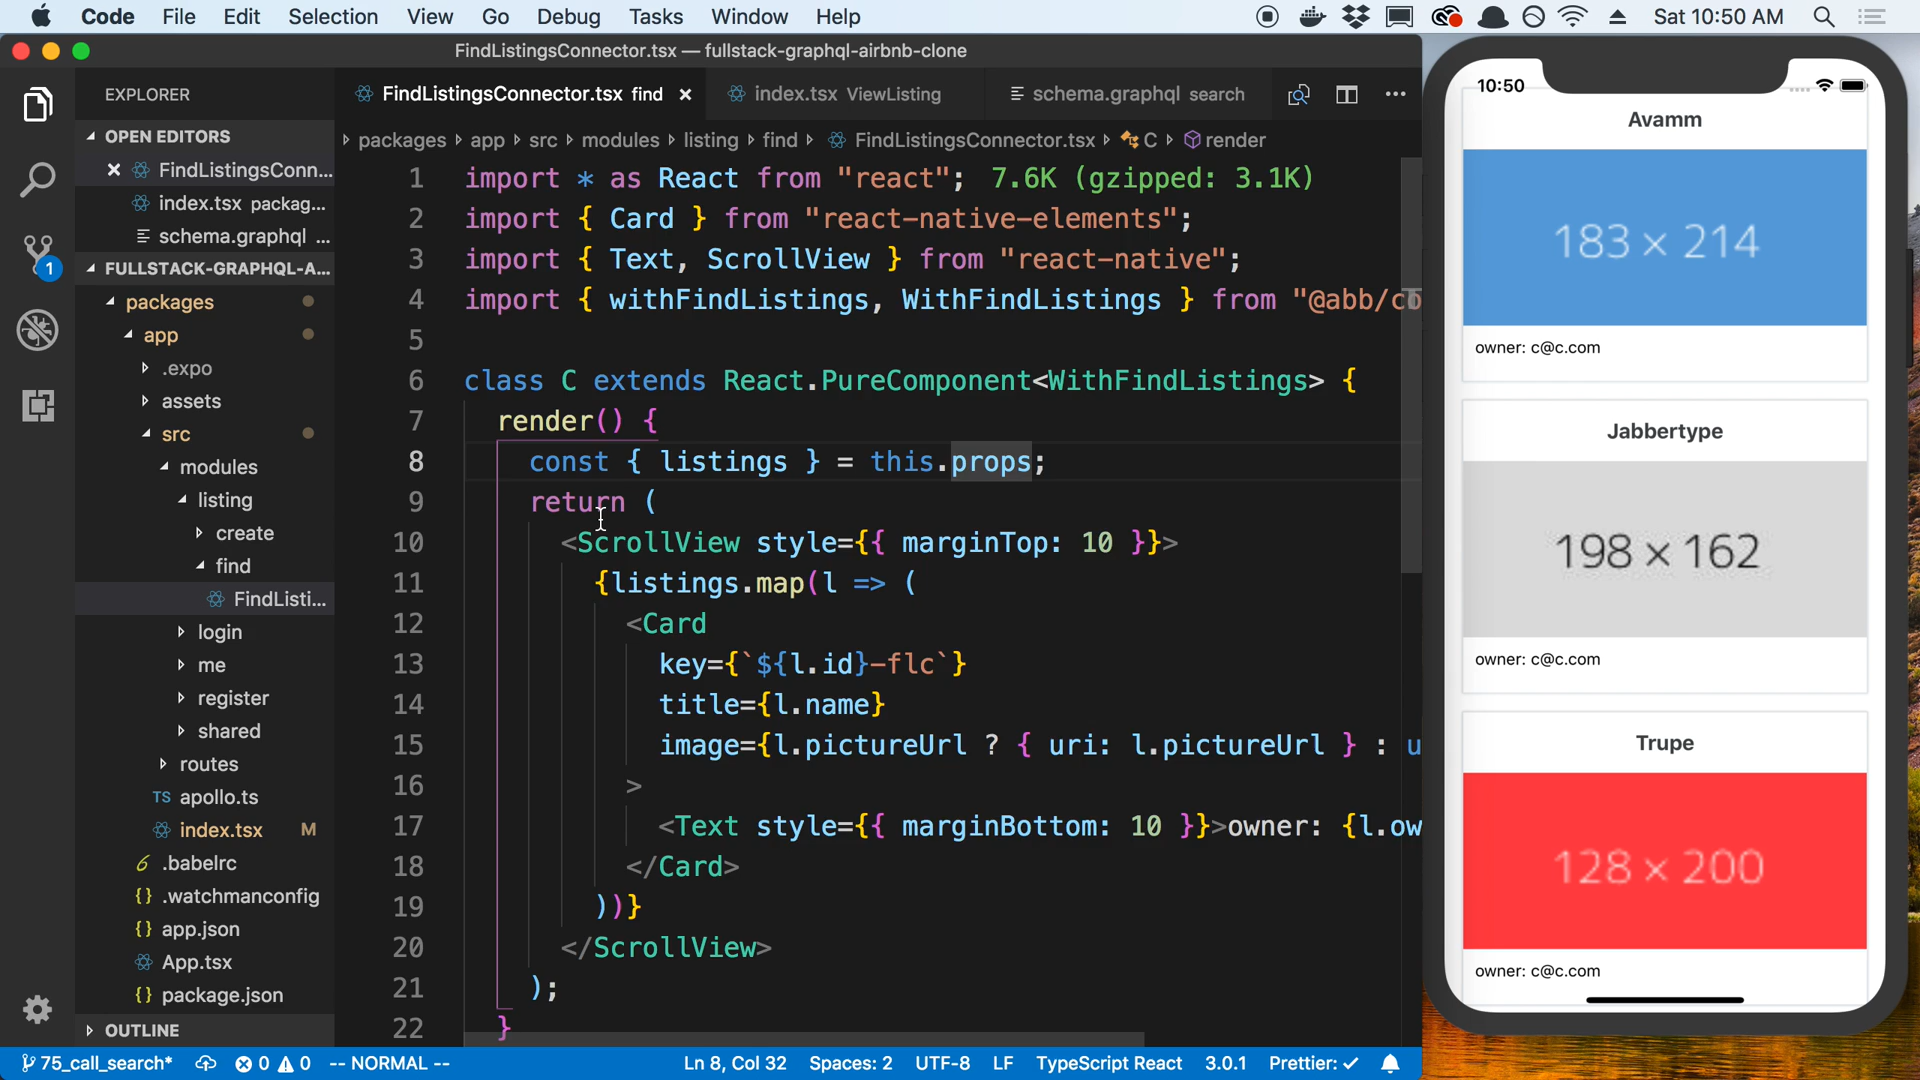 Code File Edit Selection View Go Debug Tasks Window Help Sat 10:50 AM
FindListingsConnector.tsx — fullstack-graphql-airbnb-clone
EXPLORER
OPEN EDITORS
FindListingsConn...
index.tsx packag...
schema.graphql ...
FULLSTACK-GRAPHQL-A...
packages
app
.expo
assets
src
modules
listing
create
find
FindListi...
login
me
register
shared
routes
TS apollo.ts
index.tsx M
.babelrc
{} .watchmanconfig
{} app.json
App.tsx
{} package.json
OUTLINE
1
FindListingsConnector.tsx find × index.tsx ViewListing schema.graphql search
packages app src modules listing find FindListingsConnector.tsx C render
1 import * as React from "react"; 7.6K (gzipped: 3.1K)
2 import { Card } from "react-native-elements";
3 import { Text, ScrollView } from "react-native";
4 import { withFindListings, WithFindListings } from "@abb/co
5
6 class C extends React.PureComponent<WithFindListings> {
7 render() {
8 const { listings } = this.props;
9 return (
10 <ScrollView style={{ marginTop: 10 }}>
11 {listings.map(l => (
12 <Card
13 key={`${l.id}-flc`}
14 title={l.name}
15 image={l.pictureUrl ? { uri: l.pictureUrl } : u
16 >
17 <Text style={{ marginBottom: 10 }}>owner: {l.ow
18 </Card>
19 ))}
20 </ScrollView>
21 );
22 }
75_call_search* 0 0 -- NORMAL -- Ln 8, Col 32 Spaces: 2 UTF-8 LF TypeScript React 3.0.1 Prettier: ✓
10:50
Avamm
183 × 214
owner: c@c.com
Jabbertype
198 × 162
owner: c@c.com
Trupe
128 × 200
owner: c@c.com